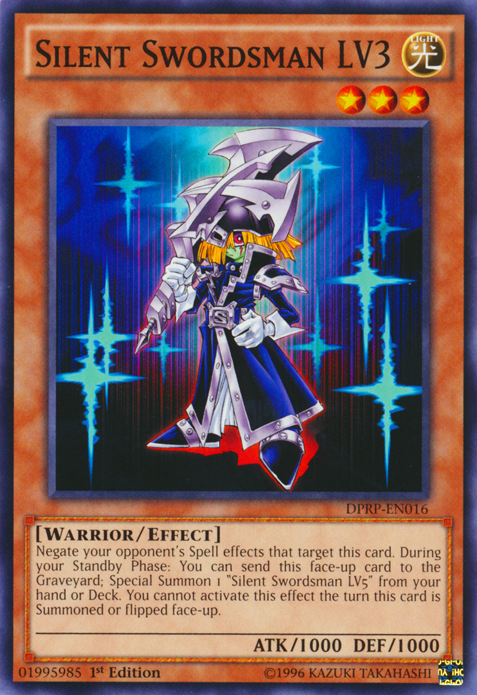 SILENT SWORDSMAN LV3
LIGHT
光
S
DPRP-EN016
[WARRIOR/EFFECT]
Negate your opponent's Spell effects that target this card. During
your Standby Phase: You can send this face-up card to the
Graveyard; Special Summon 1 "Silent Swordsman LV5" from your
hand or Deck. You cannot activate this effect the turn this card is
Summoned or flipped face-up.
ATK/1000 DEF/1000
01995985 1st Edition ©1996 KAZUKI TAKAHASHI